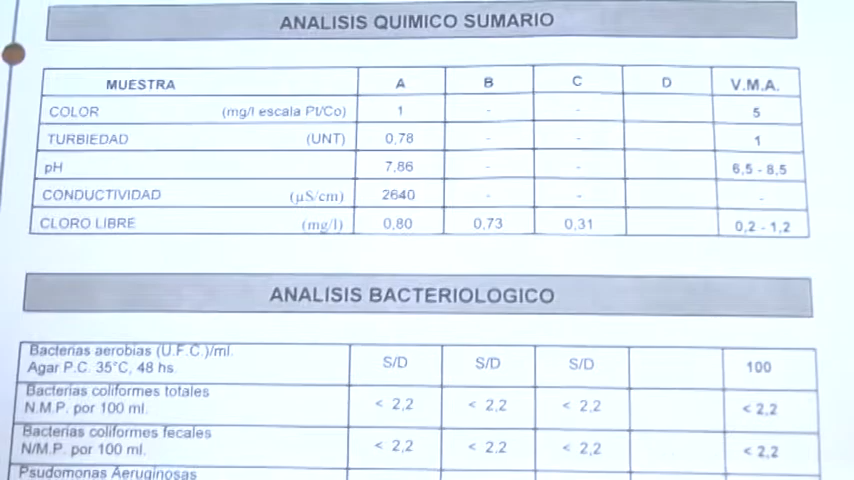 ANALISIS QUIMICO SUMARIO
MUESTRA A B C D V.M.A.
COLOR (mg/l escala Pt/Co) 1 - - 5
TURBIEDAD (UNT) 0,78 - - 1
pH 7,86 - - 6,5 - 8,5
CONDUCTIVIDAD (µS/cm) 2640 - - -
CLORO LIBRE (mg/l) 0,80 0,73 0,31 0,2 - 1,2
ANALISIS BACTERIOLOGICO
Bacterias aerobias (U.F.C.)/ml.
Agar P.C. 35°C, 48 hs. S/D S/D S/D 100
Bacterias coliformes totales
N.M.P. por 100 ml. < 2,2 < 2,2 < 2,2 < 2,2
Bacterias coliformes fecales
N/M.P. por 100 ml. < 2,2 < 2,2 < 2,2 < 2,2
Psudomonas Aeruginosas